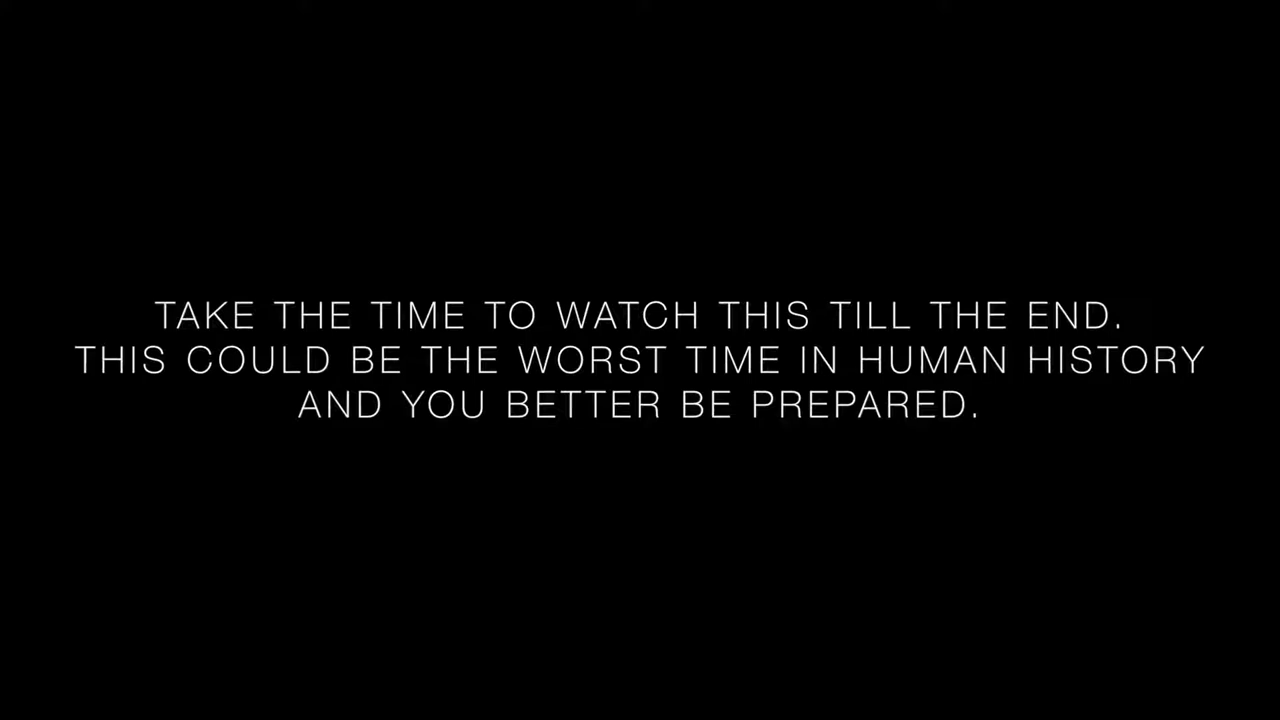 TAKE THE TIME TO WATCH THIS TILL THE END.
THIS COULD BE THE WORST TIME IN HUMAN HISTORY
AND YOU BETTER BE PREPARED.